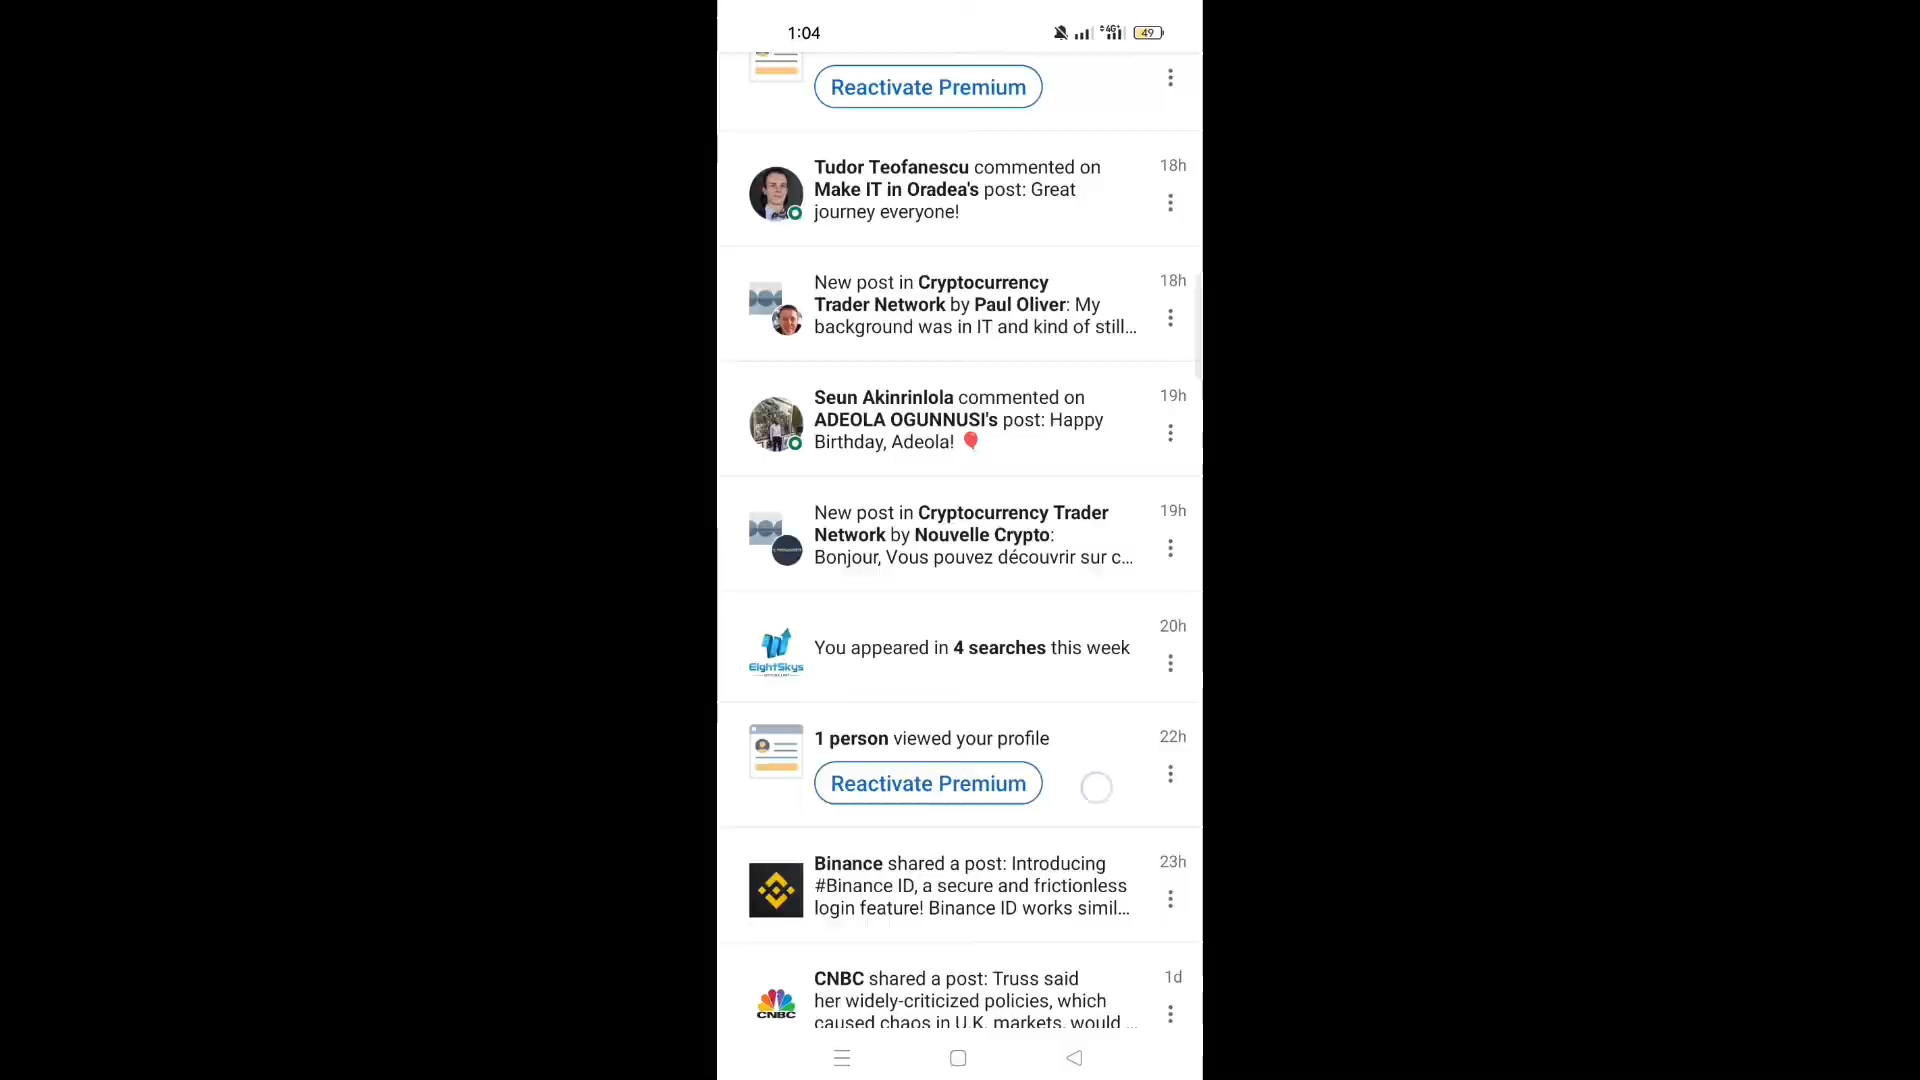 1:04
4G+
49
Reactivate Premium
Tudor Teofanescu commented on
Make IT in Oradea's post: Great
journey everyone!
18h
New post in Cryptocurrency
Trader Network by Paul Oliver: My
background was in IT and kind of still...
18h
Seun Akinrinlola commented on
ADEOLA OGUNNUSI's post: Happy
Birthday, Adeola! 🎈
19h
New post in Cryptocurrency Trader
Network by Nouvelle Crypto:
Bonjour, Vous pouvez découvrir sur c...
19h
EightSkys
You appeared in 4 searches this week
20h
1 person viewed your profile
22h
Reactivate Premium
Binance shared a post: Introducing
#Binance ID, a secure and frictionless
login feature! Binance ID works simil...
23h
CNBC
CNBC shared a post: Truss said
her widely-criticized policies, which
caused chaos in U.K. markets, would ...
1d